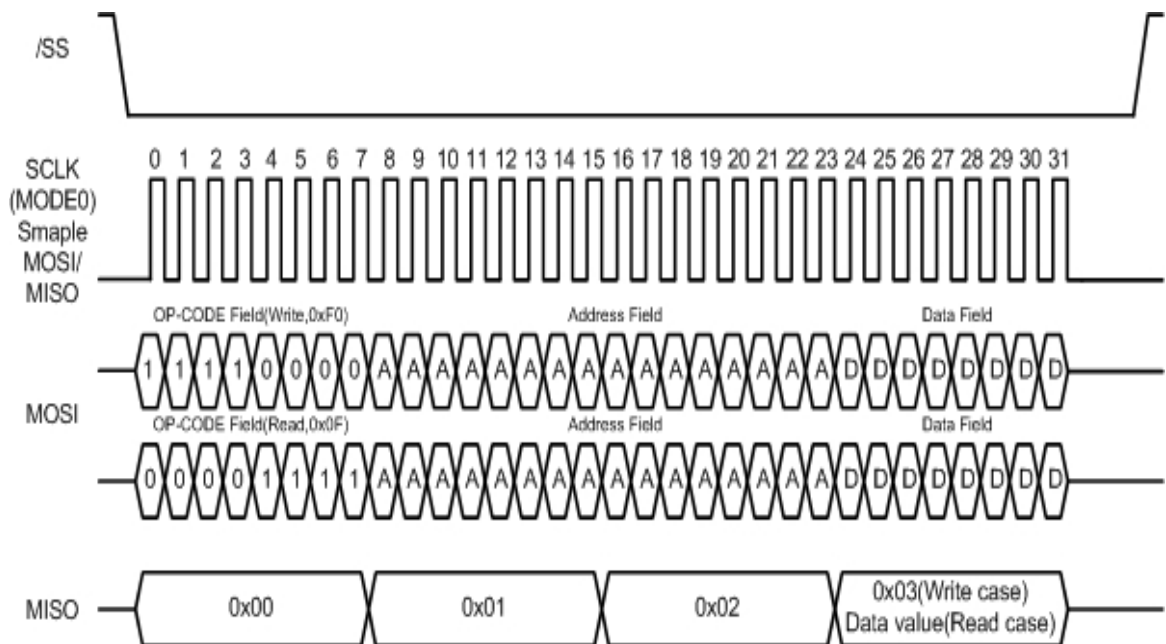 /SS
0 1 2 3 4 5 6 7 8 9 10 11 12 13 14 15 16 17 18 19 20 21 22 23 24 25 26 27 28 29 30 31
SCLK
(MODE0)
Smaple
MOSI/
MISO
OP-CODE Field(Write,0xF0) Address Field Data Field
1 1 1 1 0 0 0 0 A A A A A A A A A A A A A A A A D D D D D D D D
MOSI
OP-CODE Field(Read,0x0F) Address Field Data Field
0 0 0 0 1 1 1 1 A A A A A A A A A A A A A A A A D D D D D D D D
MISO 0x00 0x01 0x02 0x03(Write case)
Data value(Read case)